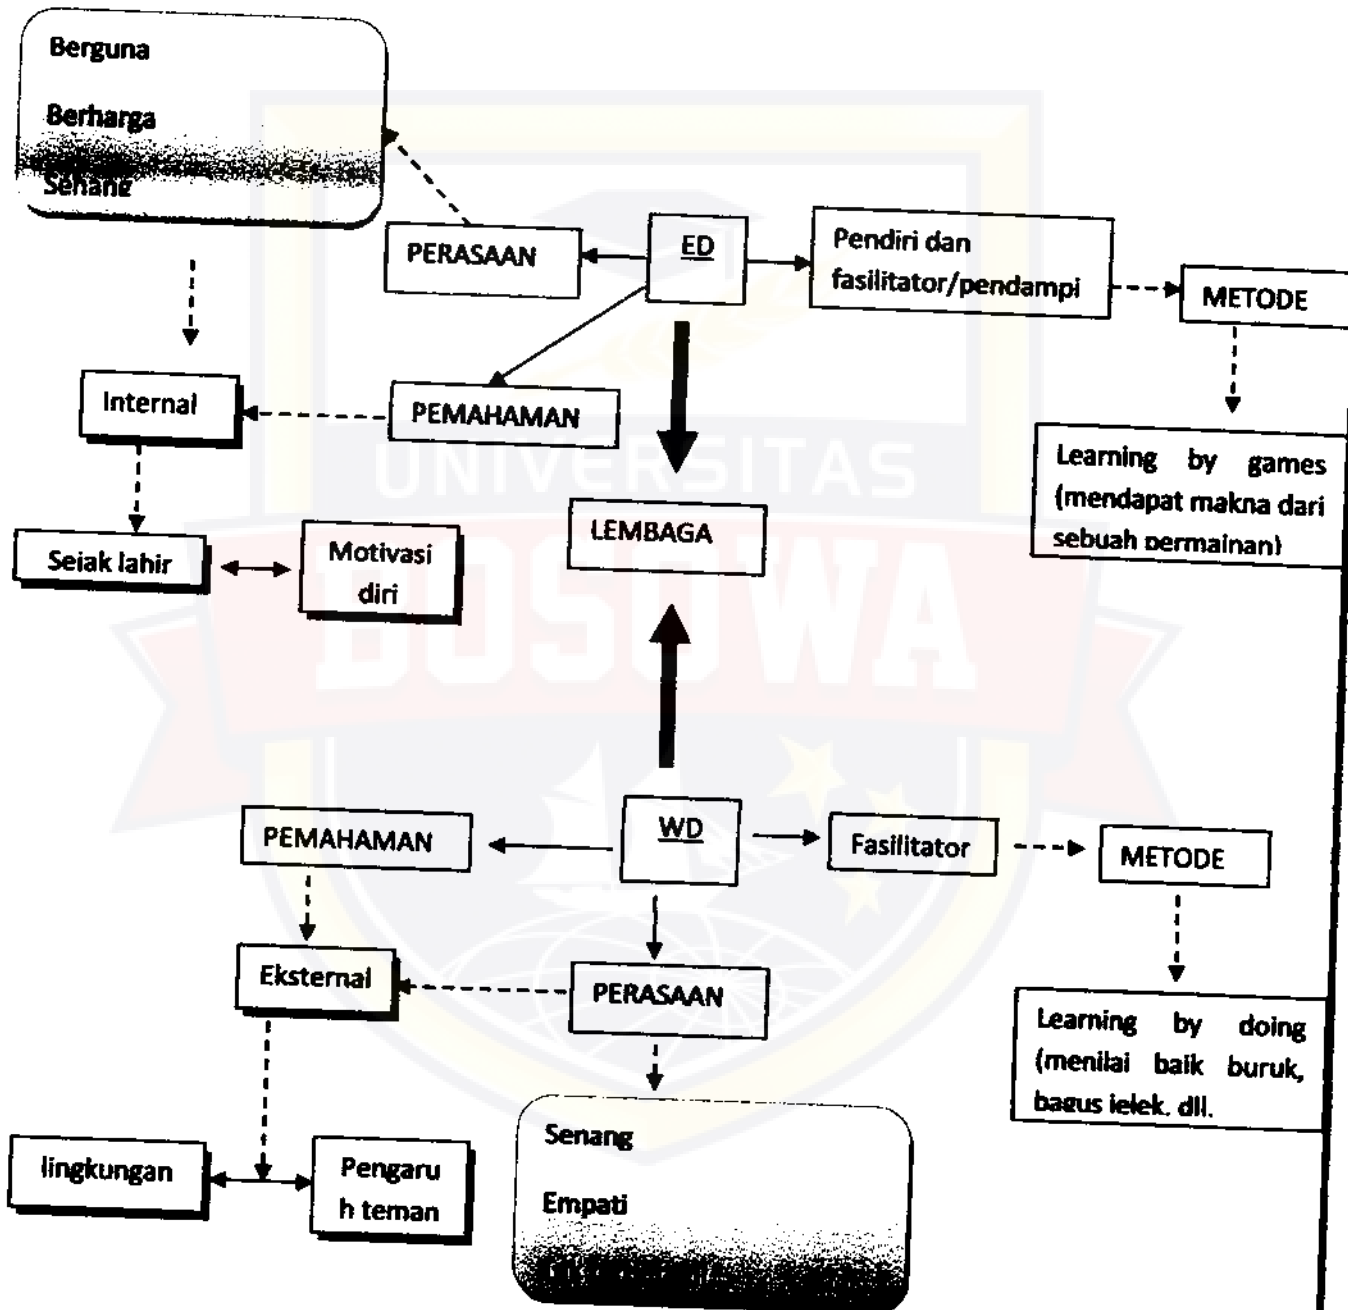 Berguna
Berharga
Senang
PERASAAN
ED
Pendiri dan
fasilitator/pendampi
METODE
Internal
PEMAHAMAN
Learning by games
(mendapat makna dari
sebuah permainan)
UNIVERSITAS
LEMBAGA
Sejak lahir
Motivasi
diri
BOSOWA
PEMAHAMAN
WD
Fasilitator
METODE
Eksternal
PERASAAN
Learning by doing
(menilai baik buruk,
bagus jelek. dll.
Senang
Empati
lingkungan
Pengaru
h teman